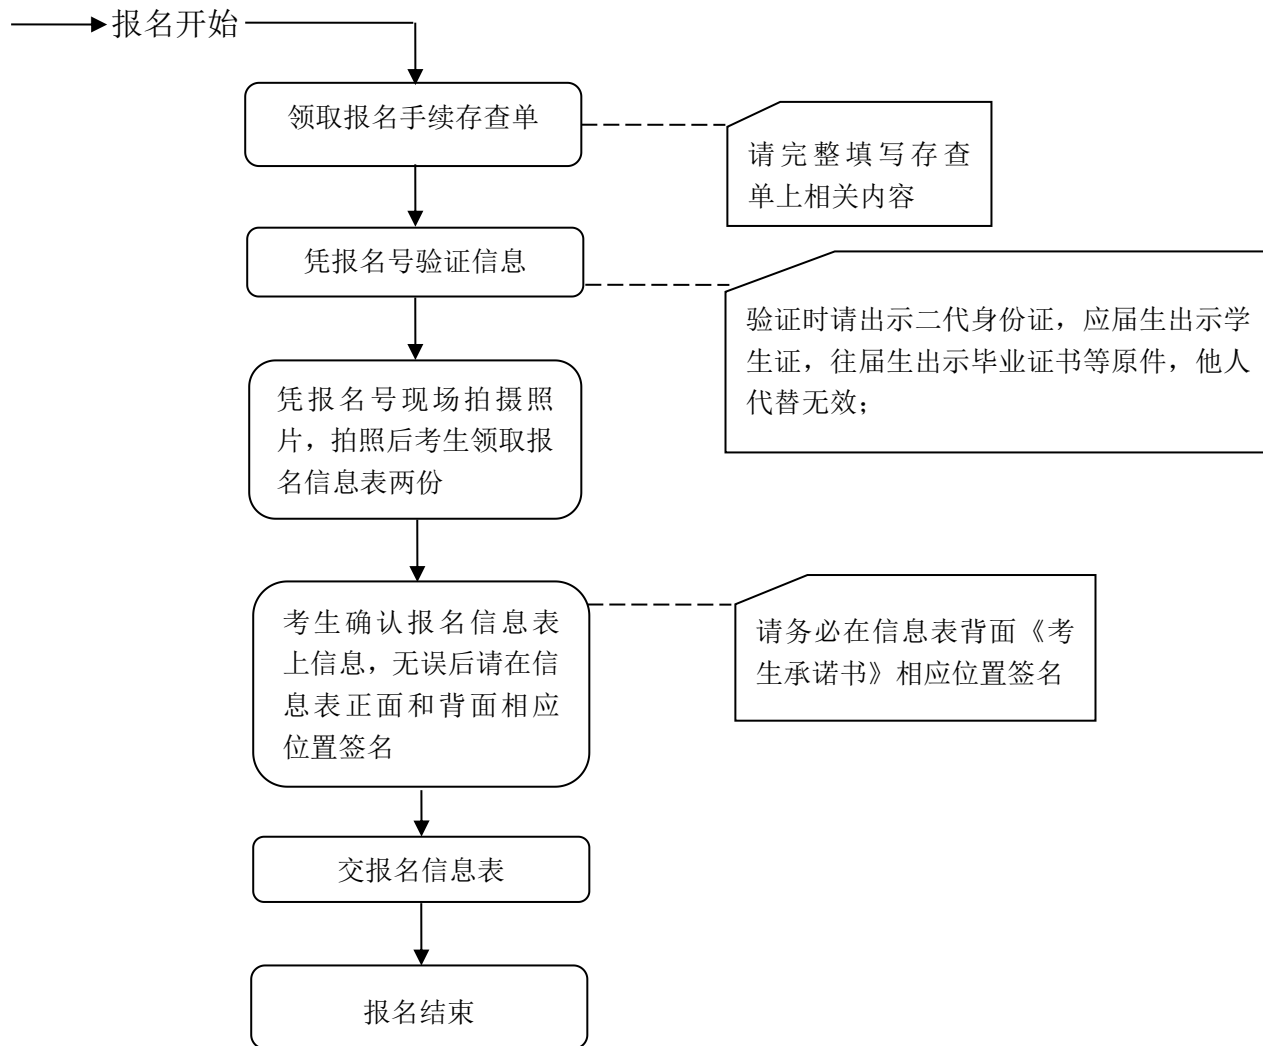 报名开始
领取报名手续存查单
请完整填写存查
单上相关内容
凭报名号验证信息
验证时请出示二代身份证，应届生出示学
生证，往届生出示毕业证书等原件，他人
代替无效；
凭报名号现场拍摄照
片，拍照后考生领取报
名信息表两份
考生确认报名信息表
上信息，无误后请在信
息表正面和背面相应
位置签名
请务必在信息表背面《考
生承诺书》相应位置签名
交报名信息表
报名结束